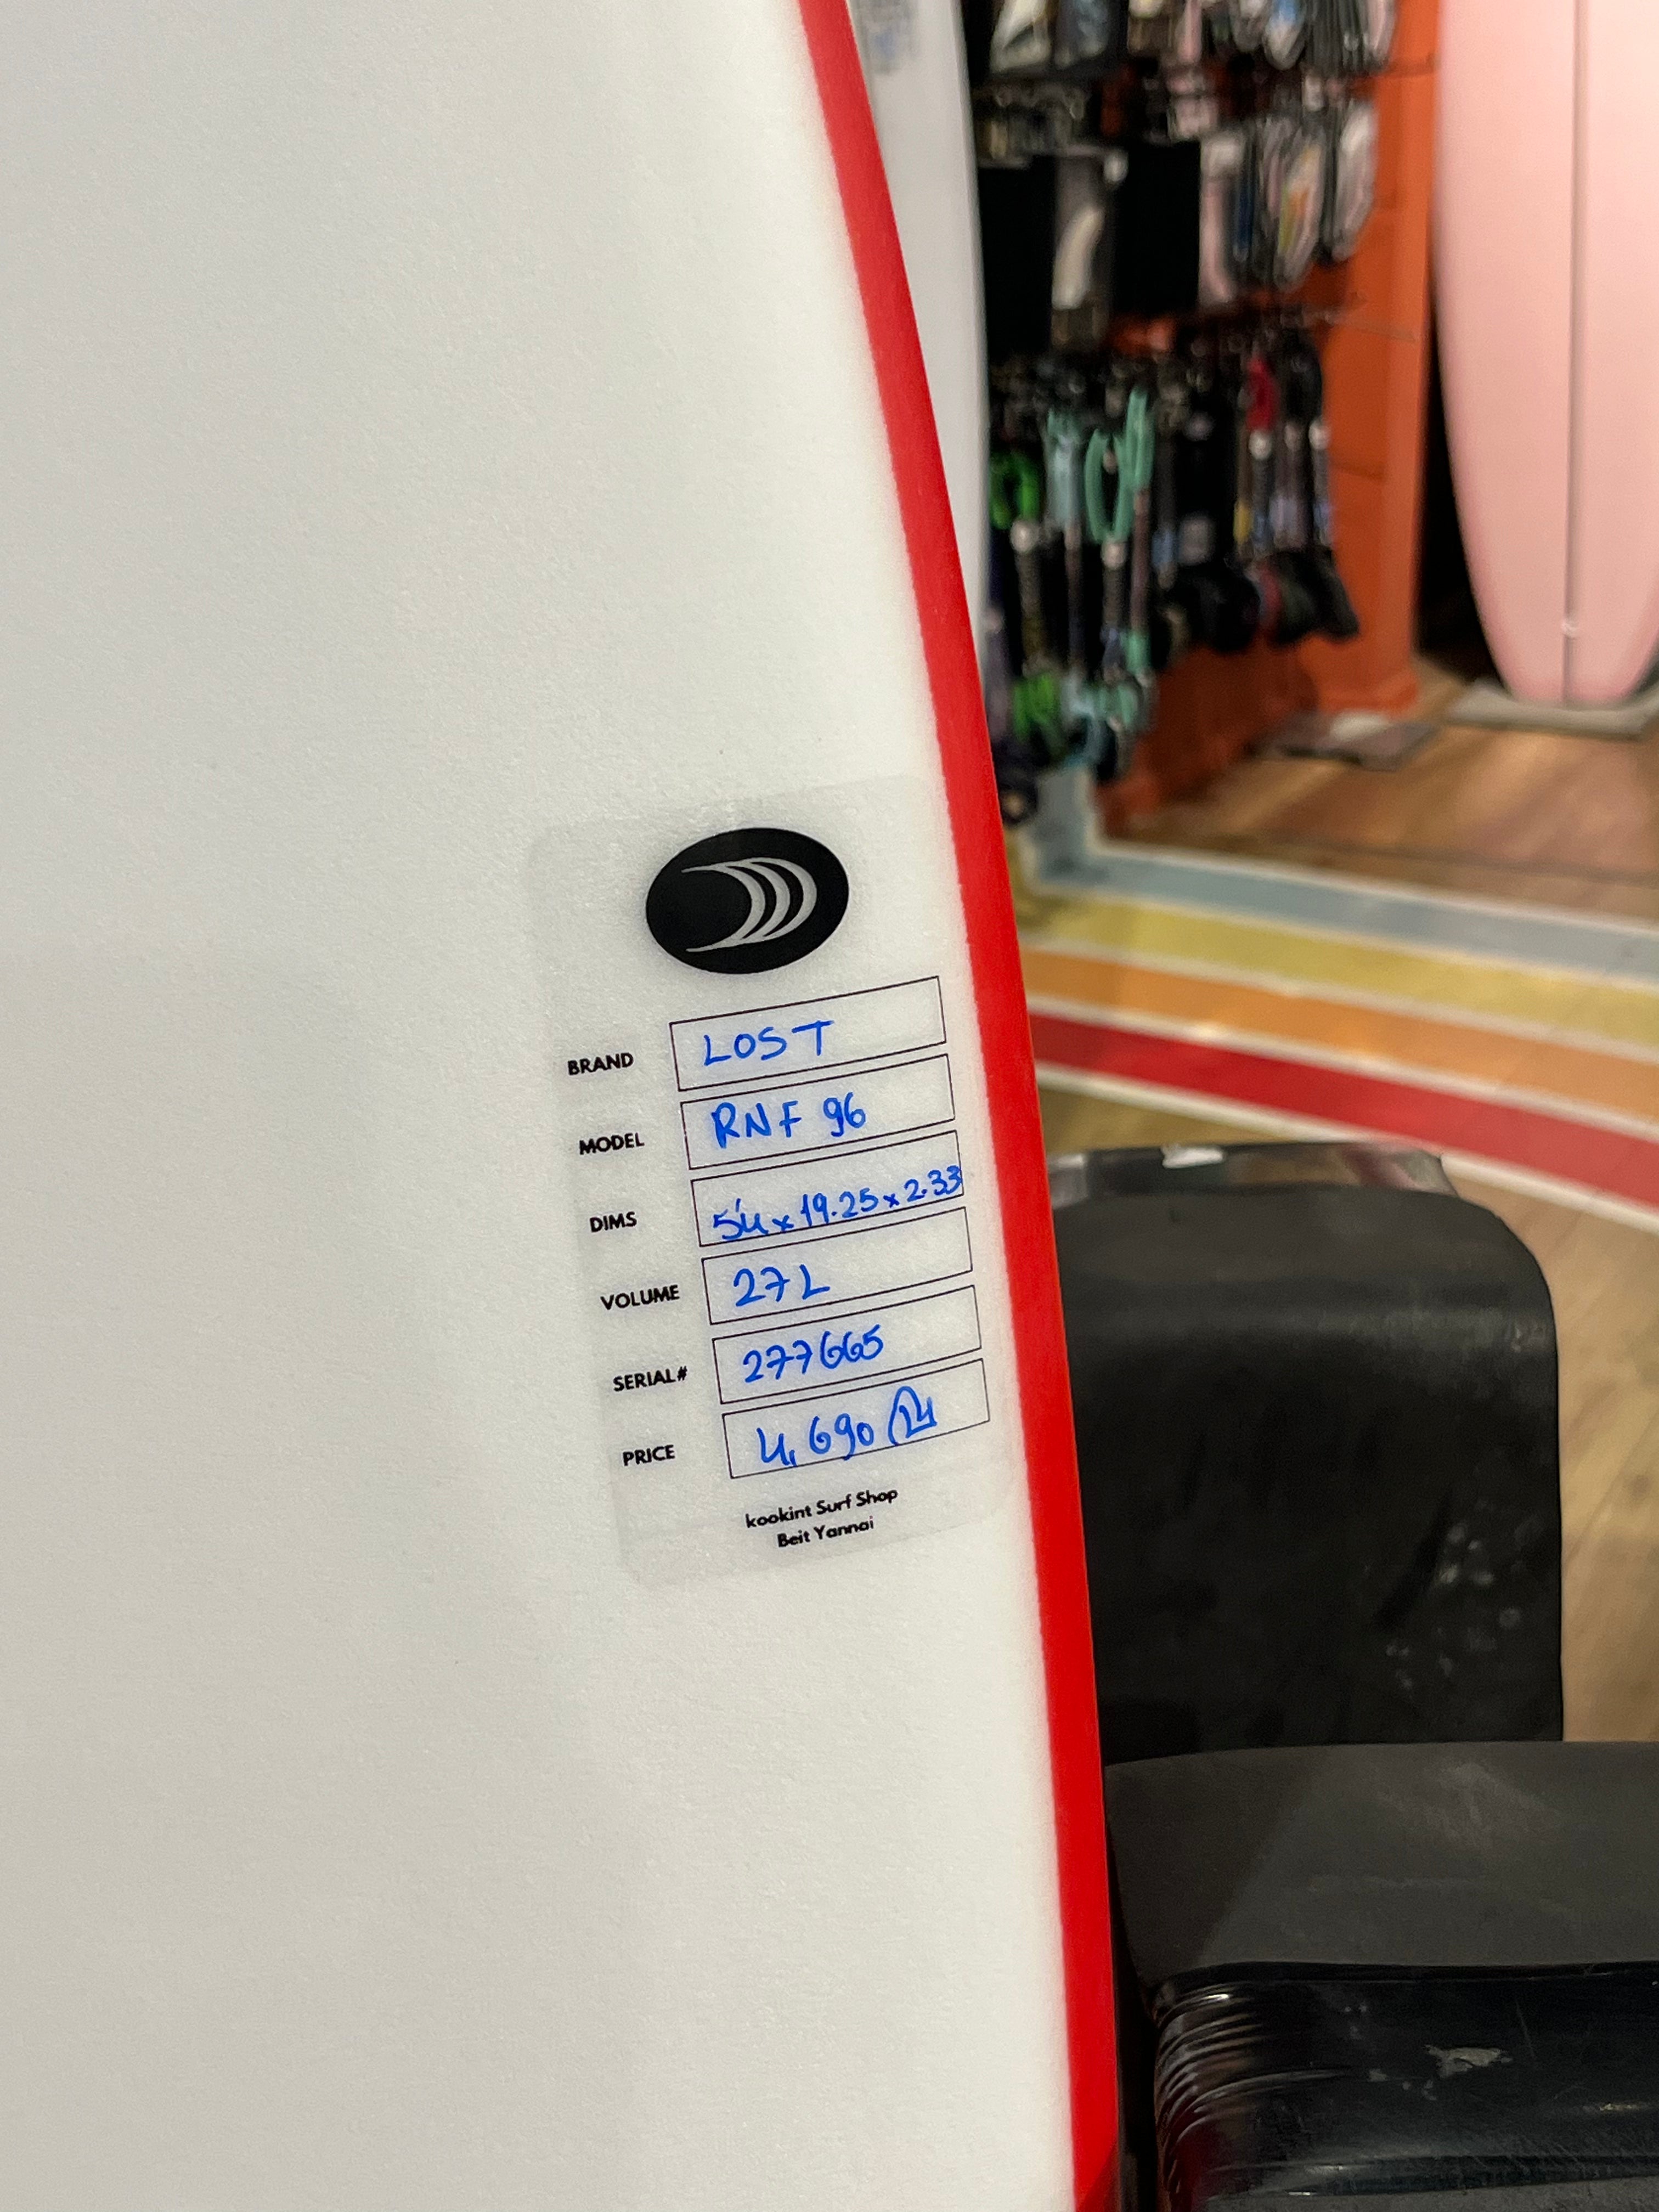 BRAND LOST
MODEL RNF 96
DIMS 5'4 x 19.25 x 2.33
VOLUME 27L
SERIAL# 277665
PRICE 4,690 ₪
kookint Surf Shop
Beit Yannai